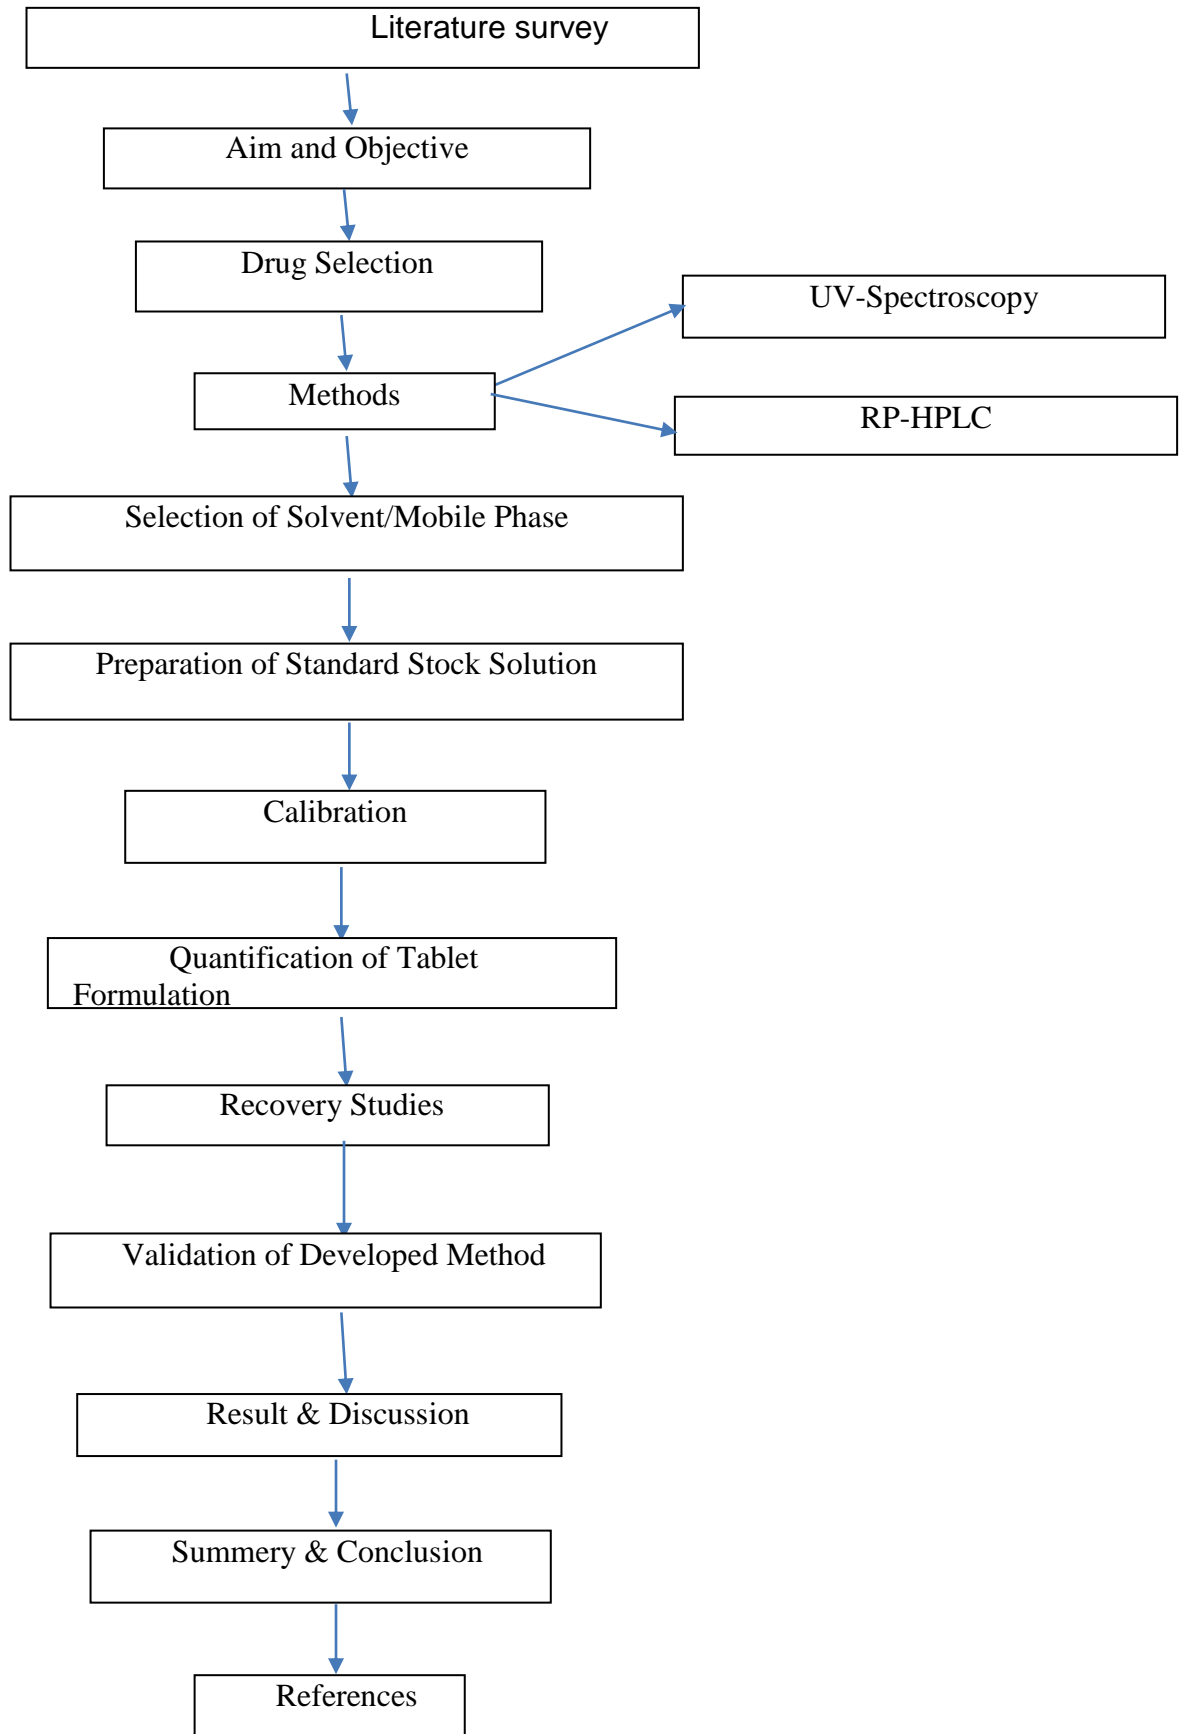 Literature survey
Aim and Objective
Drug Selection
UV-Spectroscopy
Methods
RP-HPLC
Selection of Solvent/Mobile Phase
Preparation of Standard Stock Solution
Calibration
Quantification of Tablet
Formulation
Recovery Studies
Validation of Developed Method
Result & Discussion
Summery & Conclusion
References